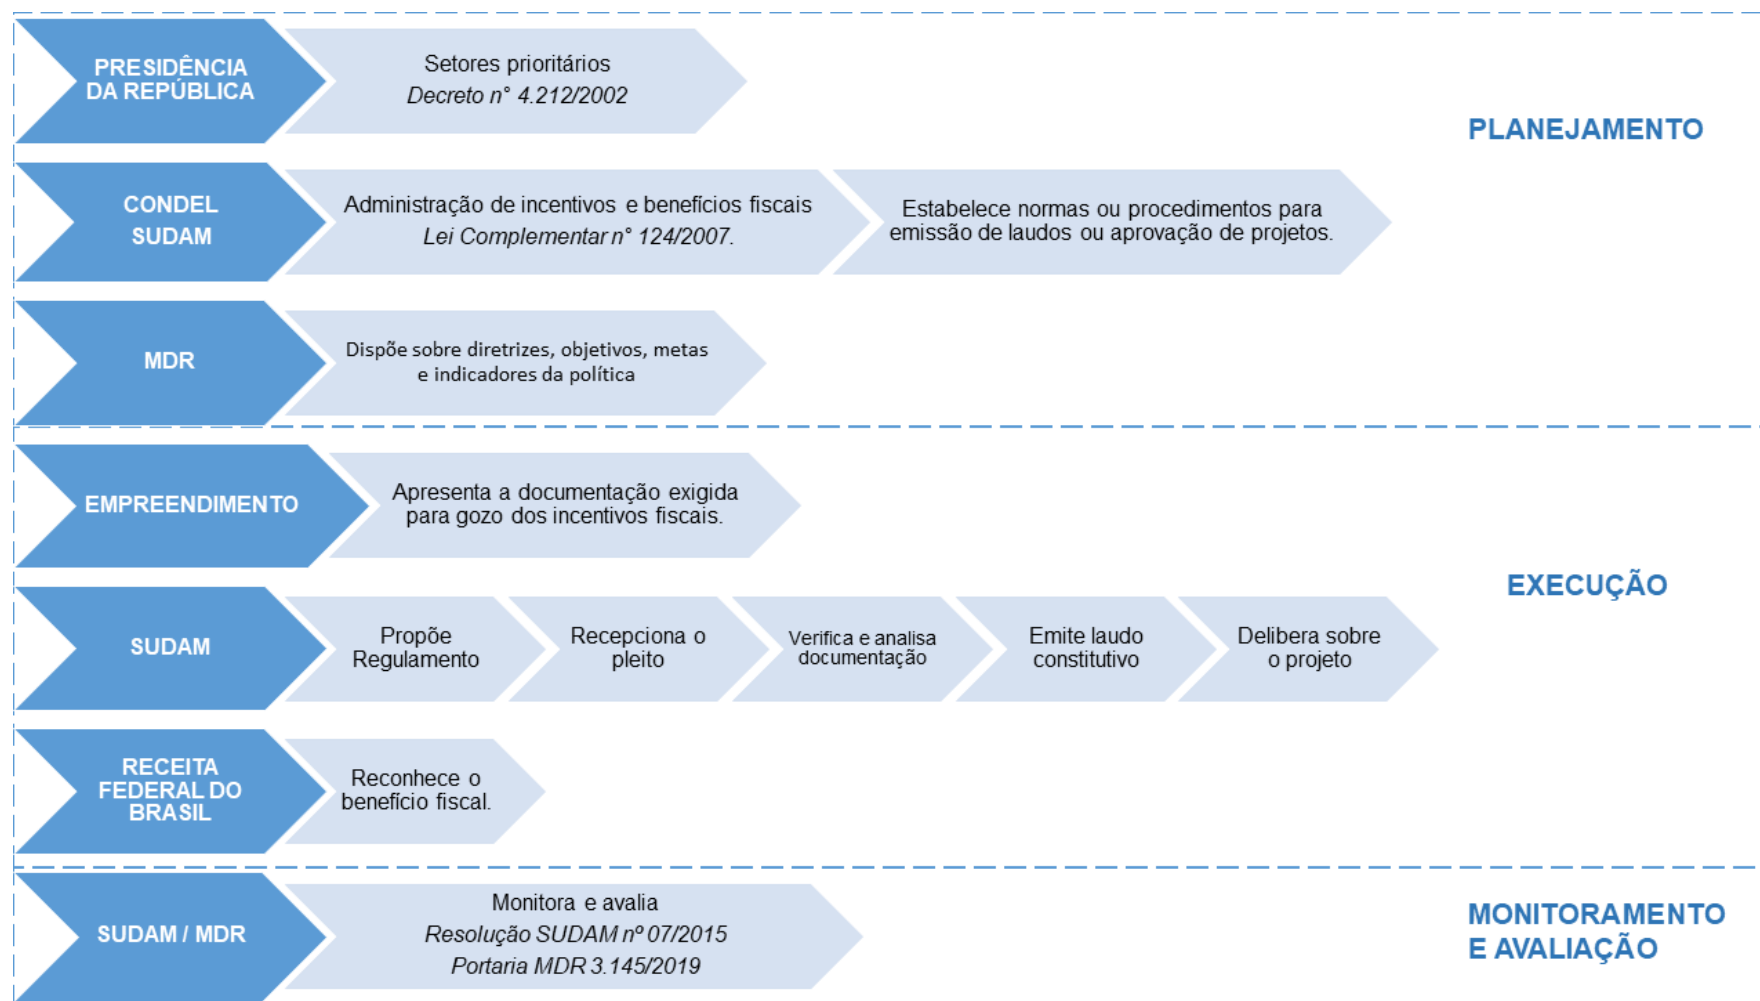 PRESIDÊNCIA
DA REPÚBLICA
Setores prioritários
Decreto n° 4.212/2002
PLANEJAMENTO
CONDEL
SUDAM
Administração de incentivos e benefícios fiscais
Lei Complementar n° 124/2007.
Estabelece normas ou procedimentos para
emissão de laudos ou aprovação de projetos.
MDR
Dispõe sobre diretrizes, objetivos, metas
e indicadores da política
EMPREENDIMENTO
Apresenta a documentação exigida
para gozo dos incentivos fiscais.
EXECUÇÃO
SUDAM
Propõe
Regulamento
Recepciona o
pleito
Verifica e analisa
documentação
Emite laudo
constitutivo
Delibera sobre
o projeto
RECEITA
FEDERAL DO
BRASIL
Reconhece o
benefício fiscal.
SUDAM / MDR
Monitora e avalia
Resolução SUDAM nº 07/2015
Portaria MDR 3.145/2019
MONITORAMENTO
E AVALIAÇÃO